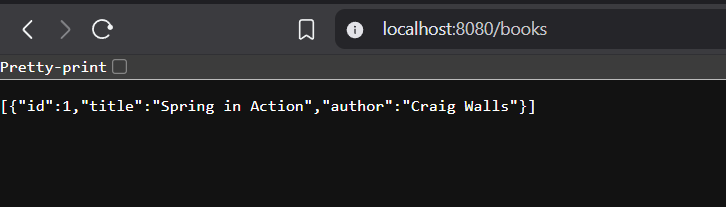 localhost:8080/books
Pretty-print
[{"id":1,"title":"Spring in Action","author":"Craig Walls"}]